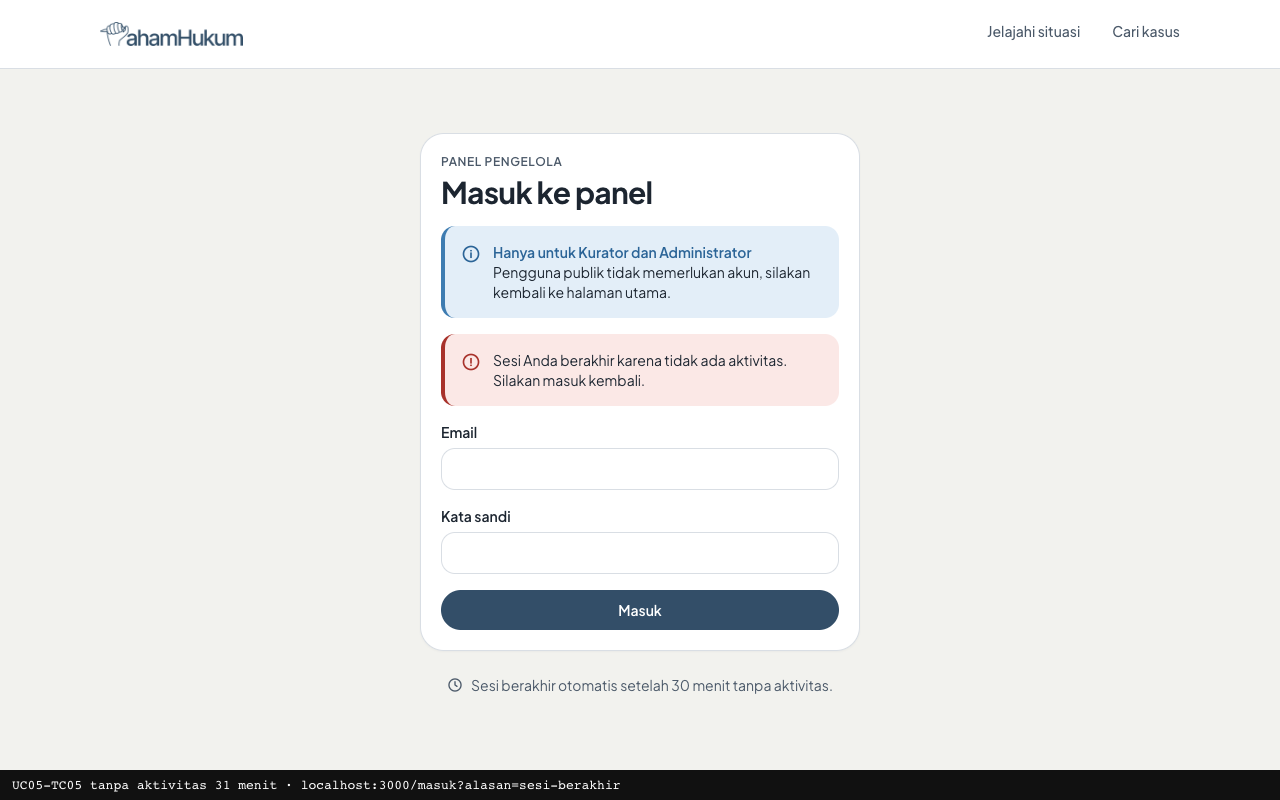 ahamHukum
Jelajahi situasi
Cari kasus
PANEL PENGELOLA
Masuk ke panel
Hanya untuk Kurator dan Administrator
Pengguna publik tidak memerlukan akun, silakan
kembali ke halaman utama.
Sesi Anda berakhir karena tidak ada aktivitas.
Silakan masuk kembali.
Email
Kata sandi
Masuk
Sesi berakhir otomatis setelah 30 menit tanpa aktivitas.
UC05-TC05 tanpa aktivitas 31 menit · localhost:3000/masuk?alasan=sesi-berakhir